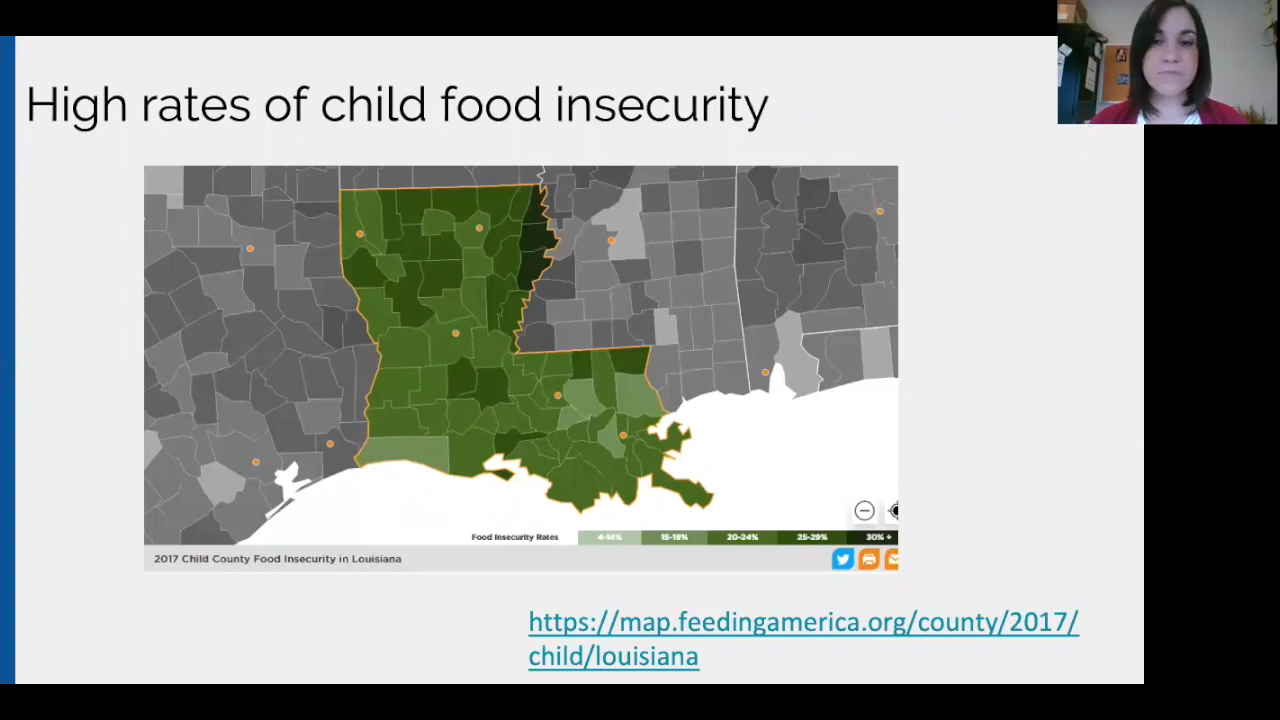 High rates of child food insecurity
Food Insecurity Rates 4-14% 15-19% 20-24% 25-29% 30% +
2017 Child County Food Insecurity in Louisiana
https://map.feedingamerica.org/county/2017/
child/louisiana